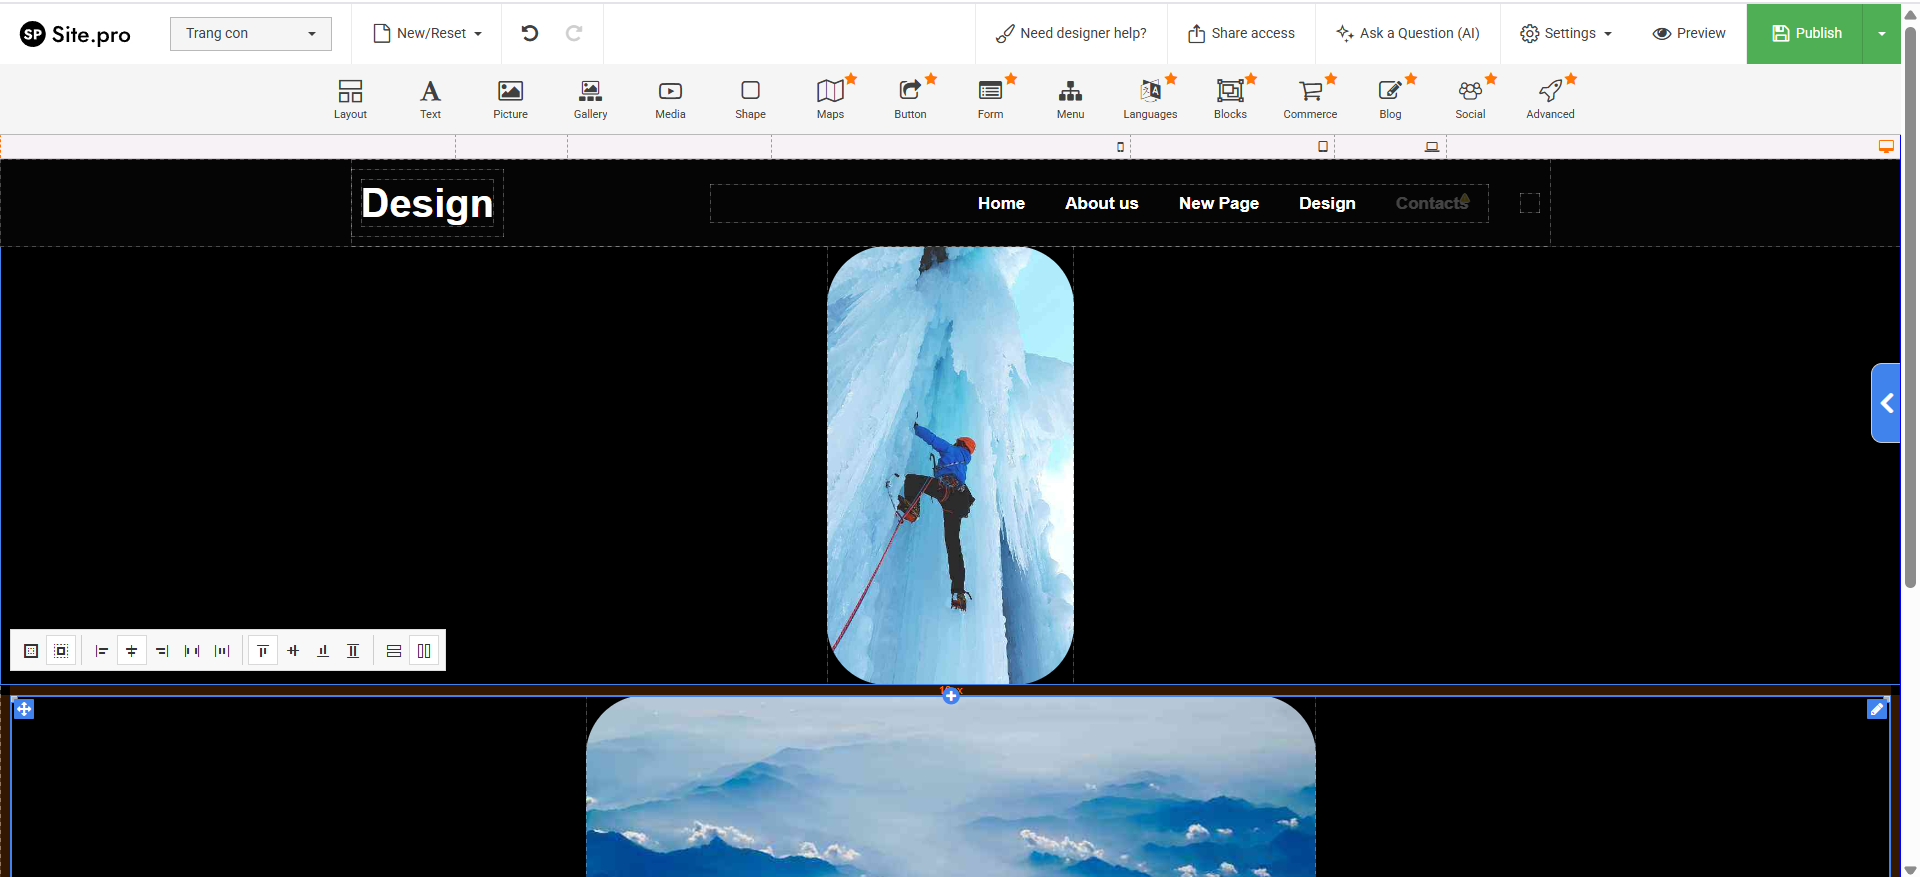 SP Site.pro
Trang con
New/Reset
Need designer help?
Share access
Ask a Question (AI)
Settings
Preview
Publish
Layout
Text
Picture
Gallery
Media
Shape
Maps
Button
Form
Menu
Languages
Blocks
Commerce
Blog
Social
Advanced
Design
Home
About us
New Page
Design
Contacts